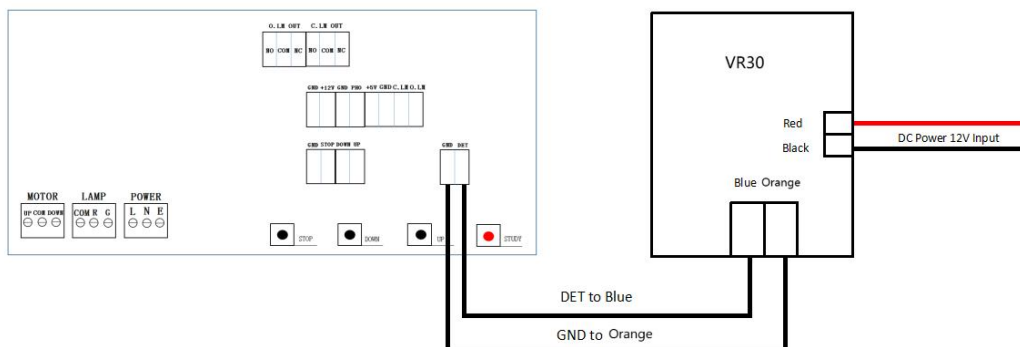 O.LM OUT C.LM OUT
NO COM NC NO COM NC
VR30
GND +12V GND PHO +5V GND C.LM O.LM
Red
DC Power 12V Input
Black
GND STOP DOWN UP
GND DET
Blue Orange
MOTOR LAMP POWER
UP COM DOWN COM R G L N E
STOP DOWN UP STUDY
DET to Blue
GND to Orange